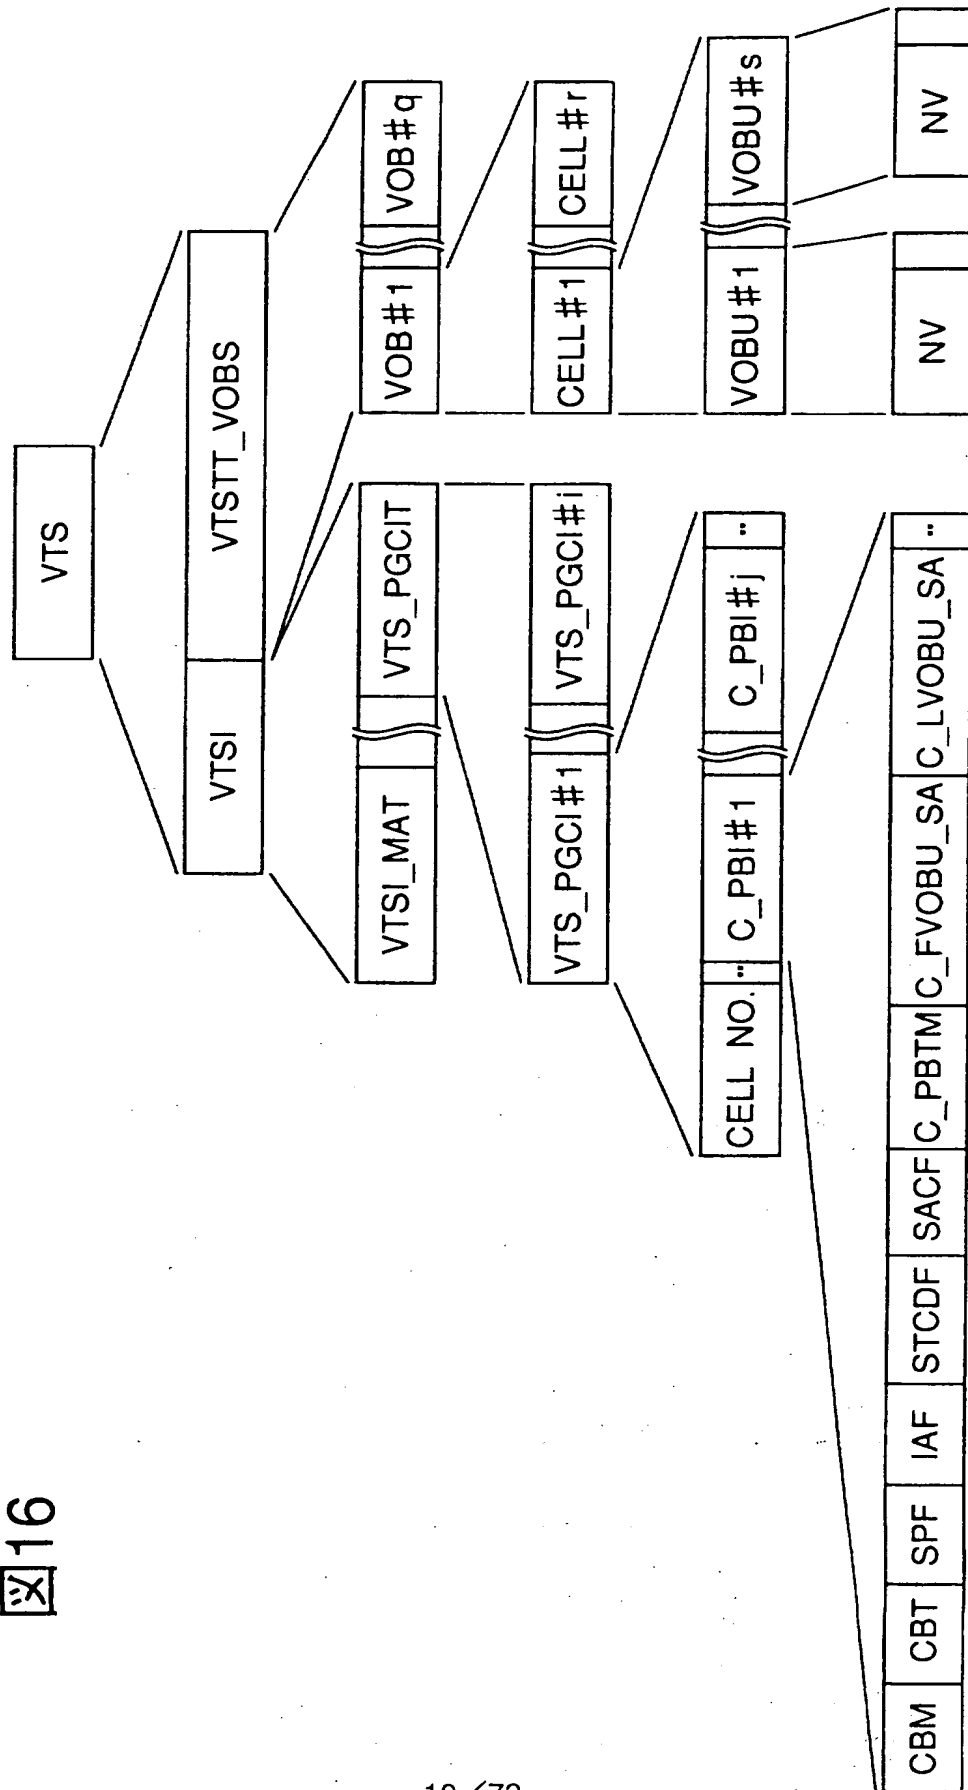 図16
VTS
VTSI VTSTT_VOBS
VTSI_MAT VTS_PGCIT VOB#1 VOB#q
VTS_PGCI#1 VTS_PGCI#i CELL#1 CELL#r
CELL NO. ‥ C_PBI#1 C_PBI#j ‥ VOBU#1 VOBU#s
CBM CBT SPF IAF STCDF SACF C_PBTM C_FVOBU_SA C_LVOBU_SA ‥ NV NV